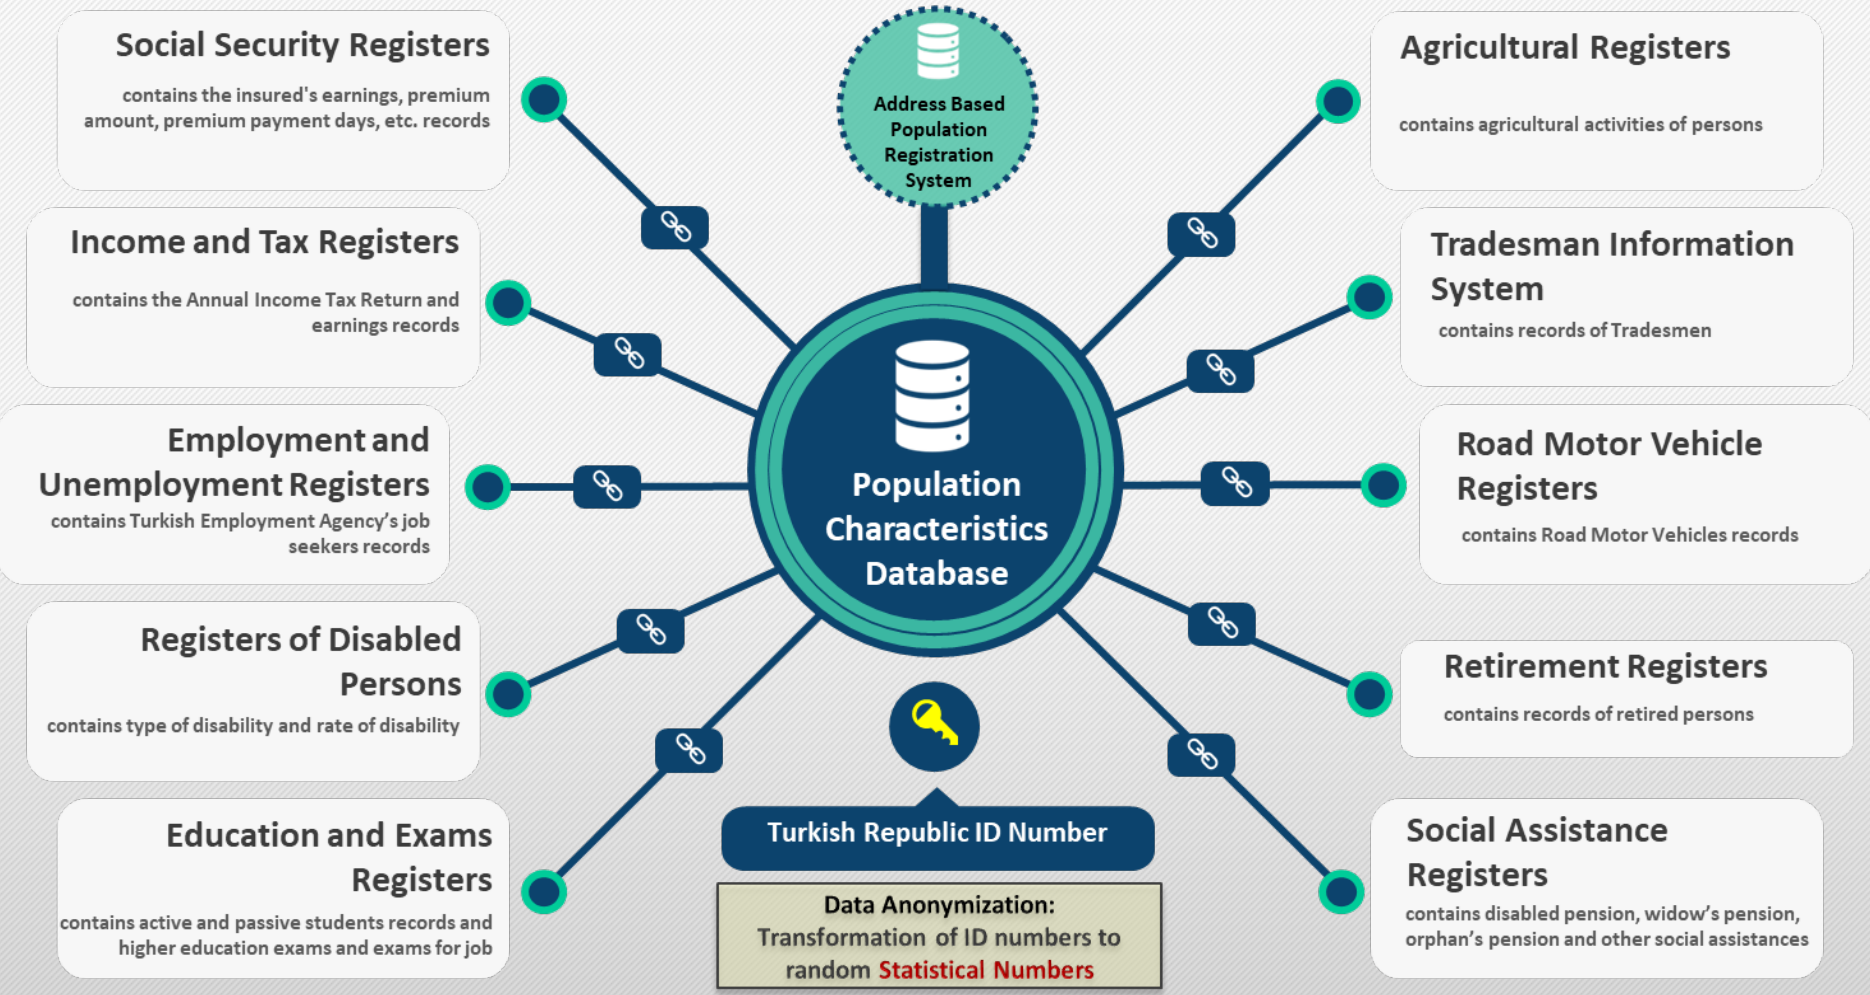 Social Security Registers
contains the insured's earnings, premium
amount, premium payment days, etc. records
Income and Tax Registers
contains the Annual Income Tax Return and
earnings records
Employment and
Unemployment Registers
contains Turkish Employment Agency’s job
seekers records
Registers of Disabled
Persons
contains type of disability and rate of disability
Education and Exams
Registers
contains active and passive students records and
higher education exams and exams for job
Address Based
Population
Registration
System
Population
Characteristics
Database
Turkish Republic ID Number
Data Anonymization:
Transformation of ID numbers to
random Statistical Numbers
Agricultural Registers
contains agricultural activities of persons
Tradesman Information
System
contains records of Tradesmen
Road Motor Vehicle
Registers
contains Road Motor Vehicles records
Retirement Registers
contains records of retired persons
Social Assistance
Registers
contains disabled pension, widow’s pension,
orphan’s pension and other social assistances